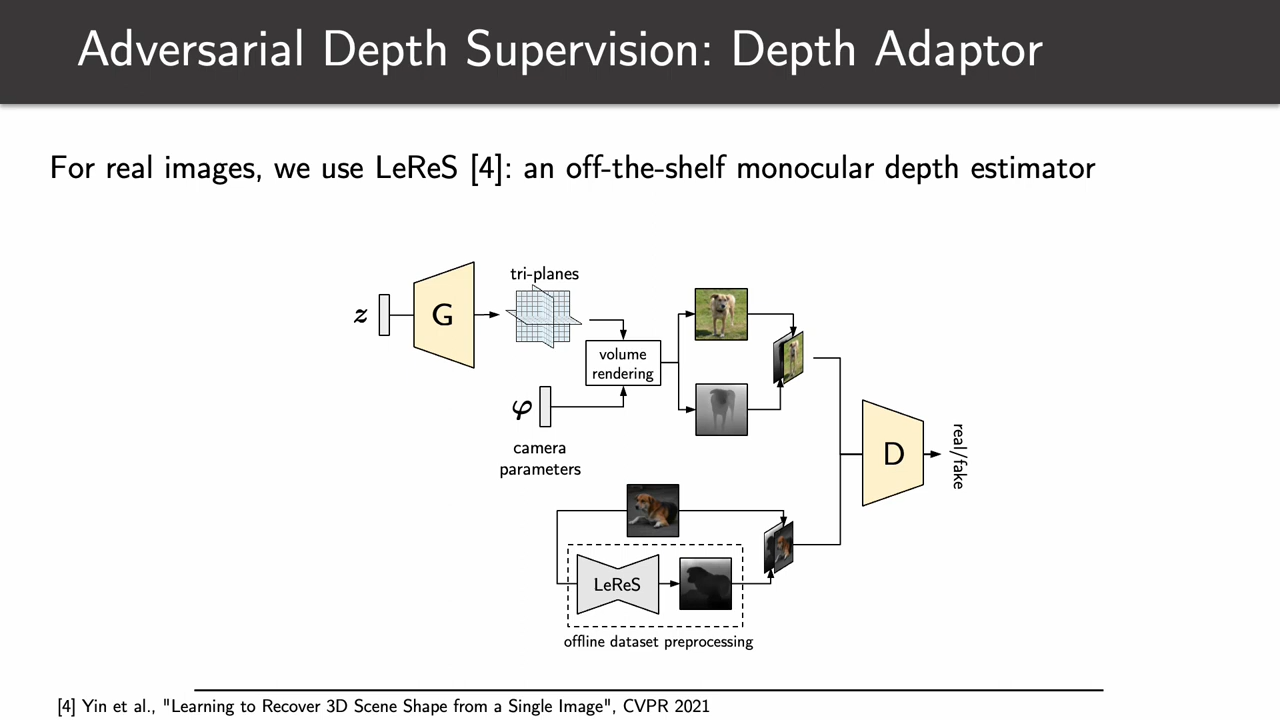 Adversarial Depth Supervision: Depth Adaptor
For real images, we use LeReS [4]: an off-the-shelf monocular depth estimator
tri-planes
z
G
volume
rendering
φ
camera
parameters
D
real/fake
LeReS
offline dataset preprocessing
[4] Yin et al., "Learning to Recover 3D Scene Shape from a Single Image", CVPR 2021